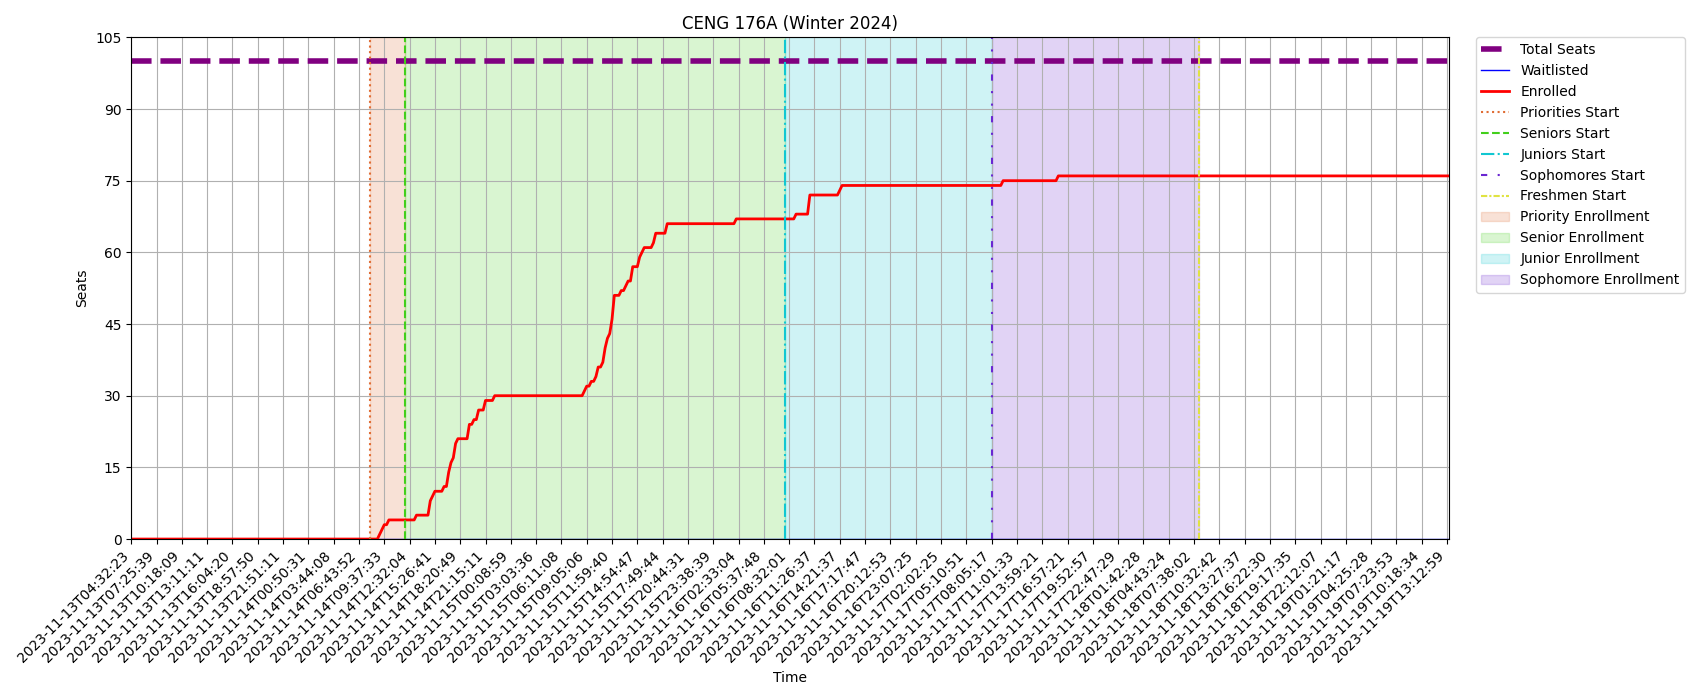 CENG 176A (Winter 2024)
105
90
75
60
45
30
15
0
Seats
2023-11-13T04:32:23
2023-11-13T07:25:39
2023-11-13T10:18:09
2023-11-13T13:11:11
2023-11-13T16:04:20
2023-11-13T18:57:50
2023-11-13T21:51:11
2023-11-14T00:50:31
2023-11-14T03:44:08
2023-11-14T06:43:52
2023-11-14T09:37:33
2023-11-14T12:32:04
2023-11-14T15:26:41
2023-11-14T18:20:49
2023-11-14T21:15:11
2023-11-15T00:08:59
2023-11-15T03:03:36
2023-11-15T06:11:08
2023-11-15T09:05:06
2023-11-15T11:59:40
2023-11-15T14:54:47
2023-11-15T17:49:44
2023-11-15T20:44:31
2023-11-15T23:38:39
2023-11-16T02:33:04
2023-11-16T05:37:48
2023-11-16T08:32:01
2023-11-16T11:26:37
2023-11-16T14:21:37
2023-11-16T17:17:47
2023-11-16T20:12:53
2023-11-16T23:07:25
2023-11-17T02:02:25
2023-11-17T05:10:51
2023-11-17T08:05:17
2023-11-17T11:01:33
2023-11-17T13:59:21
2023-11-17T16:57:21
2023-11-17T19:52:57
2023-11-17T22:47:29
2023-11-18T01:42:28
2023-11-18T04:43:24
2023-11-18T07:38:02
2023-11-18T10:32:42
2023-11-18T13:27:37
2023-11-18T16:22:30
2023-11-18T19:17:35
2023-11-18T22:12:07
2023-11-19T01:21:17
2023-11-19T04:25:28
2023-11-19T07:23:53
2023-11-19T10:18:34
2023-11-19T13:12:59
Time
Total Seats
Waitlisted
Enrolled
Priorities Start
Seniors Start
Juniors Start
Sophomores Start
Freshmen Start
Priority Enrollment
Senior Enrollment
Junior Enrollment
Sophomore Enrollment